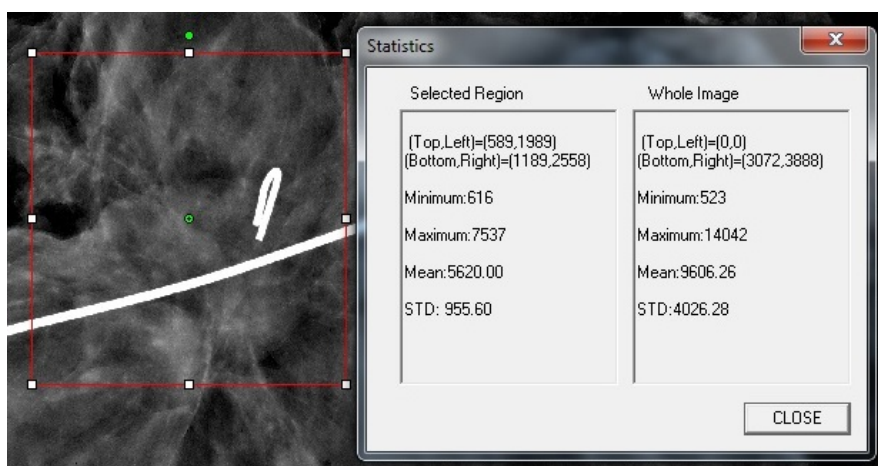 Statistics
Selected Region
(Top,Left)=(589,1989)
(Bottom,Right)=(1189,2558)
Minimum:616
Maximum:7537
Mean:5620.00
STD: 955.60
Whole Image
(Top,Left)=(0,0)
(Bottom,Right)=(3072,3888)
Minimum:523
Maximum:14042
Mean:9606.26
STD:4026.28
CLOSE